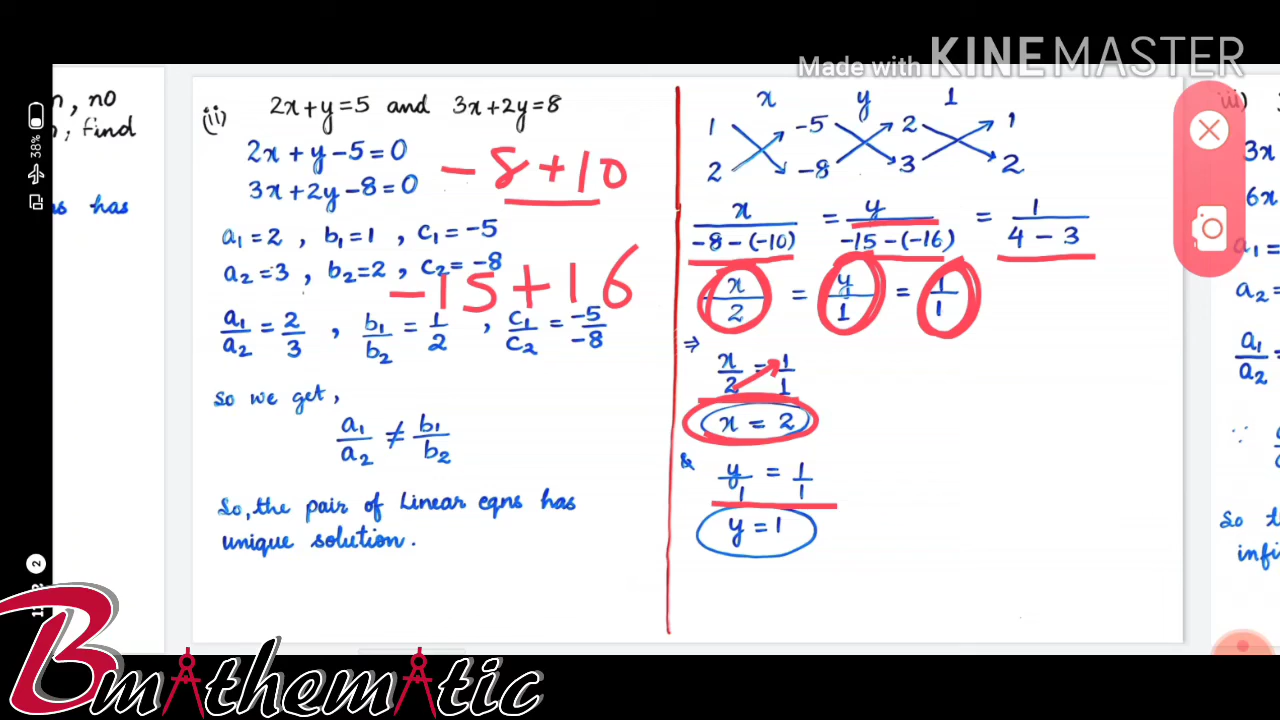 Made with KINEMASTER
n, no
n, find
s has
38%
(ii) 2x+y=5 and 3x+2y=8
2x+y-5=0
3x+2y-8=0
-8+10
a₁=2, b₁=1, c₁=-5
a₂=3, b₂=2, c₂=-8
-15+16
a₁/a₂ = 2/3, b₁/b₂ = 1/2, c₁/c₂ = -5/-8
So we get,
a₁/a₂ ≠ b₁/b₂
So, the pair of Linear eqns has
unique solution.
x y 1
1 -5 2 1
2 -8 3 2
x/-8-(-10) = y/-15-(-16) = 1/4-3
x/2 = y/1 = 1/1
⇒
x/2 = 1/1
x = 2
& y/1 = 1/1
y=1
iii) 3
3x
6x
a₁=
a₂=
a₁/a₂ =
∵
So t
infi
2
Bmathematic